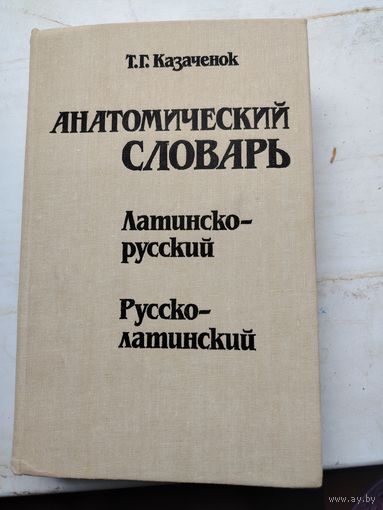 Т.Г. Казаченок
АНАТОМИЧЕСКИЙ
СЛОВАРЬ
Латинско-
русский
Русско-
латинский
www.ay.by